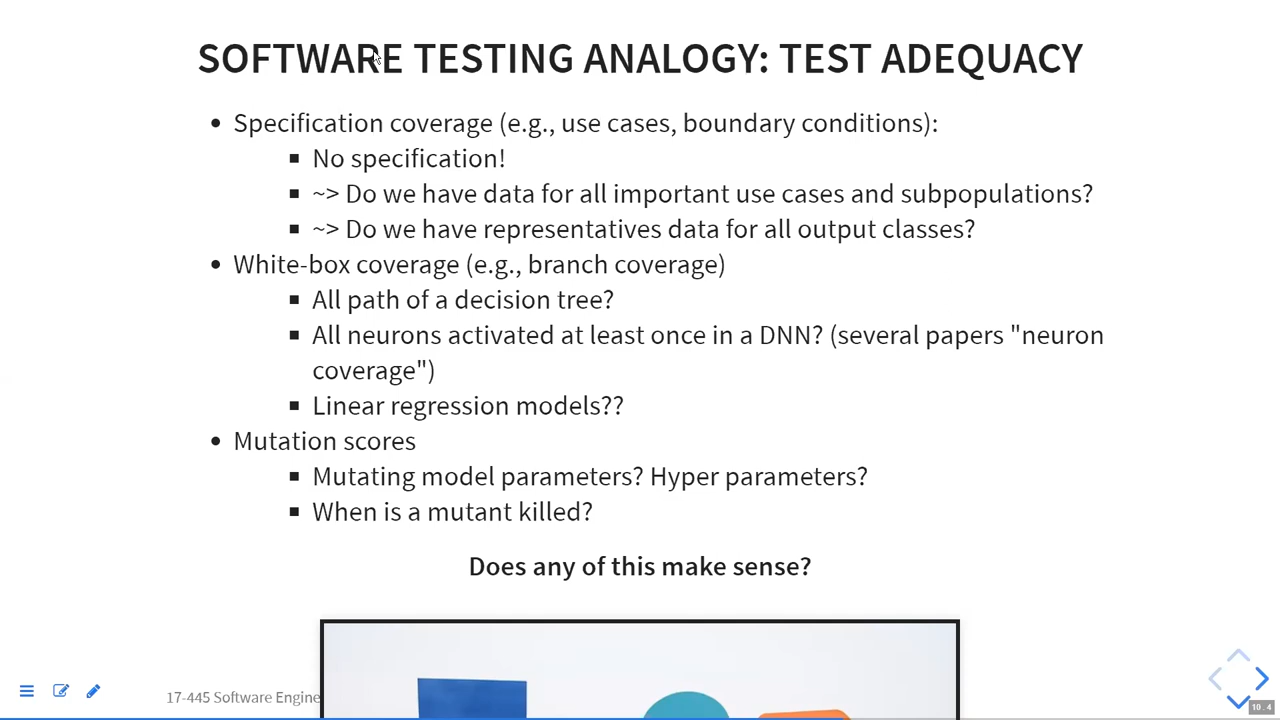 SOFTWARE TESTING ANALOGY: TEST ADEQUACY
Specification coverage (e.g., use cases, boundary conditions):
No specification!
~> Do we have data for all important use cases and subpopulations?
~> Do we have representatives data for all output classes?
White-box coverage (e.g., branch coverage)
All path of a decision tree?
All neurons activated at least once in a DNN? (several papers "neuron
coverage")
Linear regression models??
Mutation scores
Mutating model parameters? Hyper parameters?
When is a mutant killed?
Does any of this make sense?
17-445 Software Engine
10.4